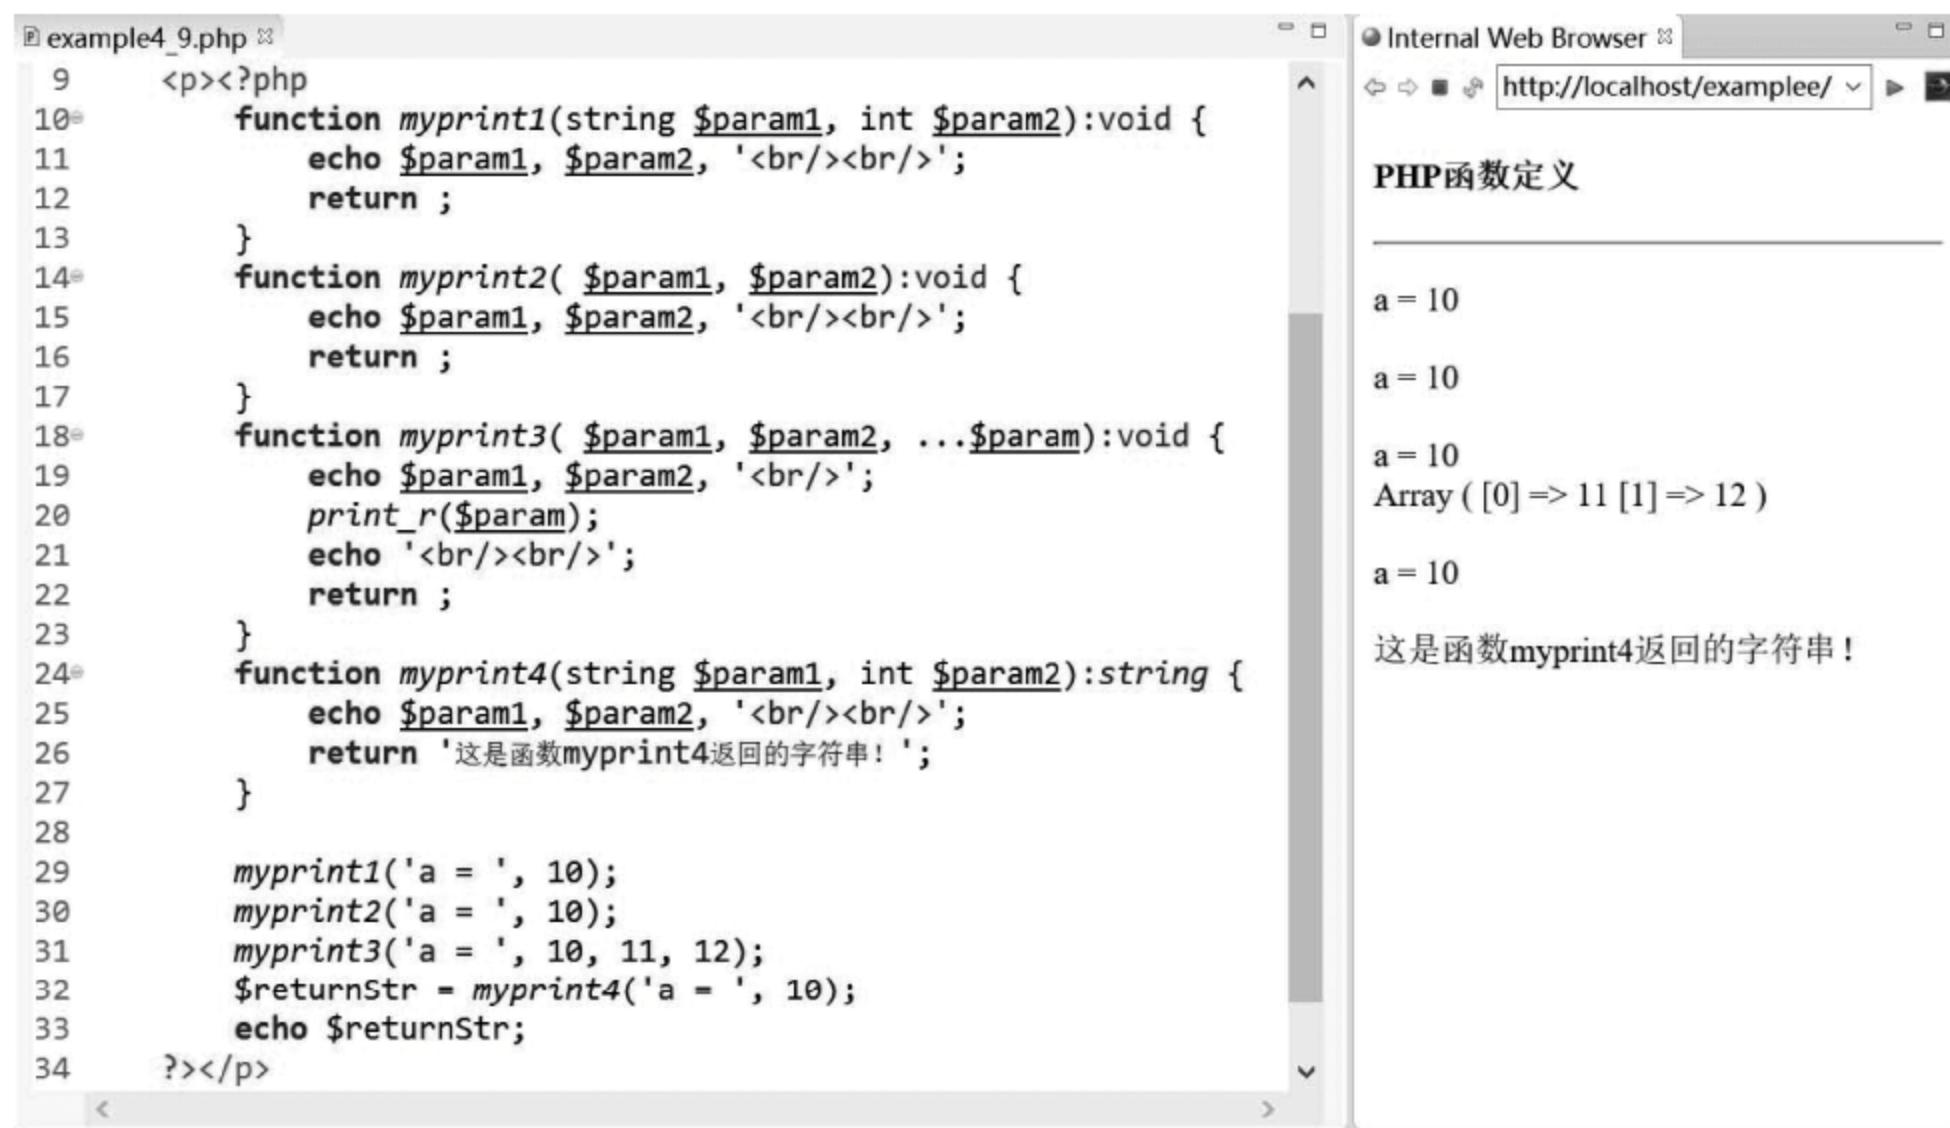 example4_9.php
9 <p><?php
10 function myprint1(string $param1, int $param2):void {
11 echo $param1, $param2, '<br/><br/>';
12 return ;
13 }
14 function myprint2( $param1, $param2):void {
15 echo $param1, $param2, '<br/><br/>';
16 return ;
17 }
18 function myprint3( $param1, $param2, ...$param):void {
19 echo $param1, $param2, '<br/>';
20 print_r($param);
21 echo '<br/><br/>';
22 return ;
23 }
24 function myprint4(string $param1, int $param2):string {
25 echo $param1, $param2, '<br/><br/>';
26 return '这是函数myprint4返回的字符串！';
27 }
28
29 myprint1('a = ', 10);
30 myprint2('a = ', 10);
31 myprint3('a = ', 10, 11, 12);
32 $returnStr = myprint4('a = ', 10);
33 echo $returnStr;
34 ?></p>
Internal Web Browser
http://localhost/examplee/
PHP函数定义
a = 10
a = 10
a = 10
Array ( [0] => 11 [1] => 12 )
a = 10
这是函数myprint4返回的字符串！